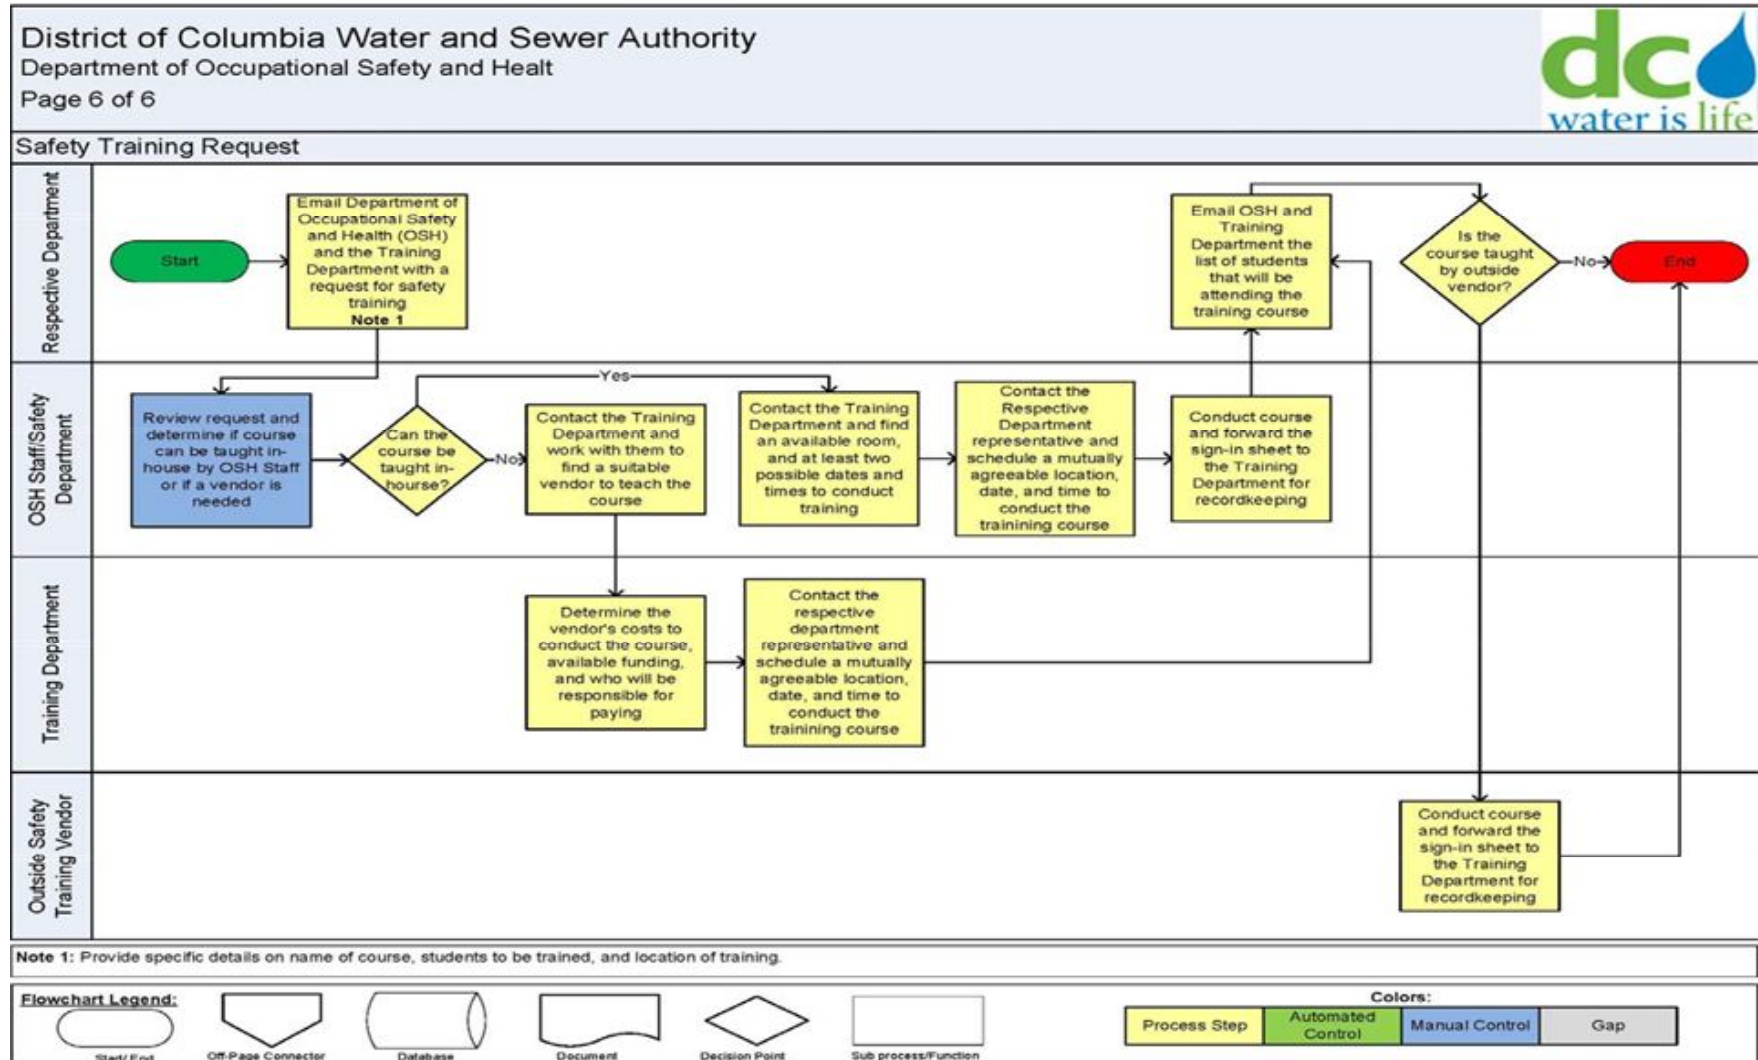 District of Columbia Water and Sewer Authority
Department of Occupational Safety and Healt
Page 6 of 6
dc
water is life
Safety Training Request
Respective Department
Start
Email Department of
Occupational Safety
and Health (OSH)
and the Training
Department with a
request for safety
training
Note 1
Email OSH and
Training
Department the
list of students
that will be
attending the
training course
Is the
course taught
by outside
vendor?
No
End
OSH Staff/Safety
Department
Review request and
determine if course
can be taught in-
house by OSH Staff
or if a vendor is
needed
Can the
course be
taught in-
hourse?
Yes
No
Contact the Training
Department and
work with them to
find a suitable
vendor to teach the
course
Contact the Training
Department and find
an available room,
and at least two
possible dates and
times to conduct
training
Contact the
Respective
Department
representative and
schedule a mutually
agreeable location,
date, and time to
conduct the
trainining course
Conduct course
and forward the
sign-in sheet to
the Training
Department for
recordkeeping
Training Department
Determine the
vendor's costs to
conduct the course,
available funding,
and who will be
responsible for
paying
Contact the
respective
department
representative and
schedule a mutually
agreeable location,
date, and time to
conduct the
trainining course
Outside Safety
Training Vendor
Conduct course
and forward the
sign-in sheet to
the Training
Department for
recordkeeping
Note 1: Provide specific details on name of course, students to be trained, and location of training.
Flowchart Legend:
Start/ End
Off-Page Connector
Database
Document
Decision Point
Sub process/Function
Colors:
Process Step
Automated
Control
Manual Control
Gap